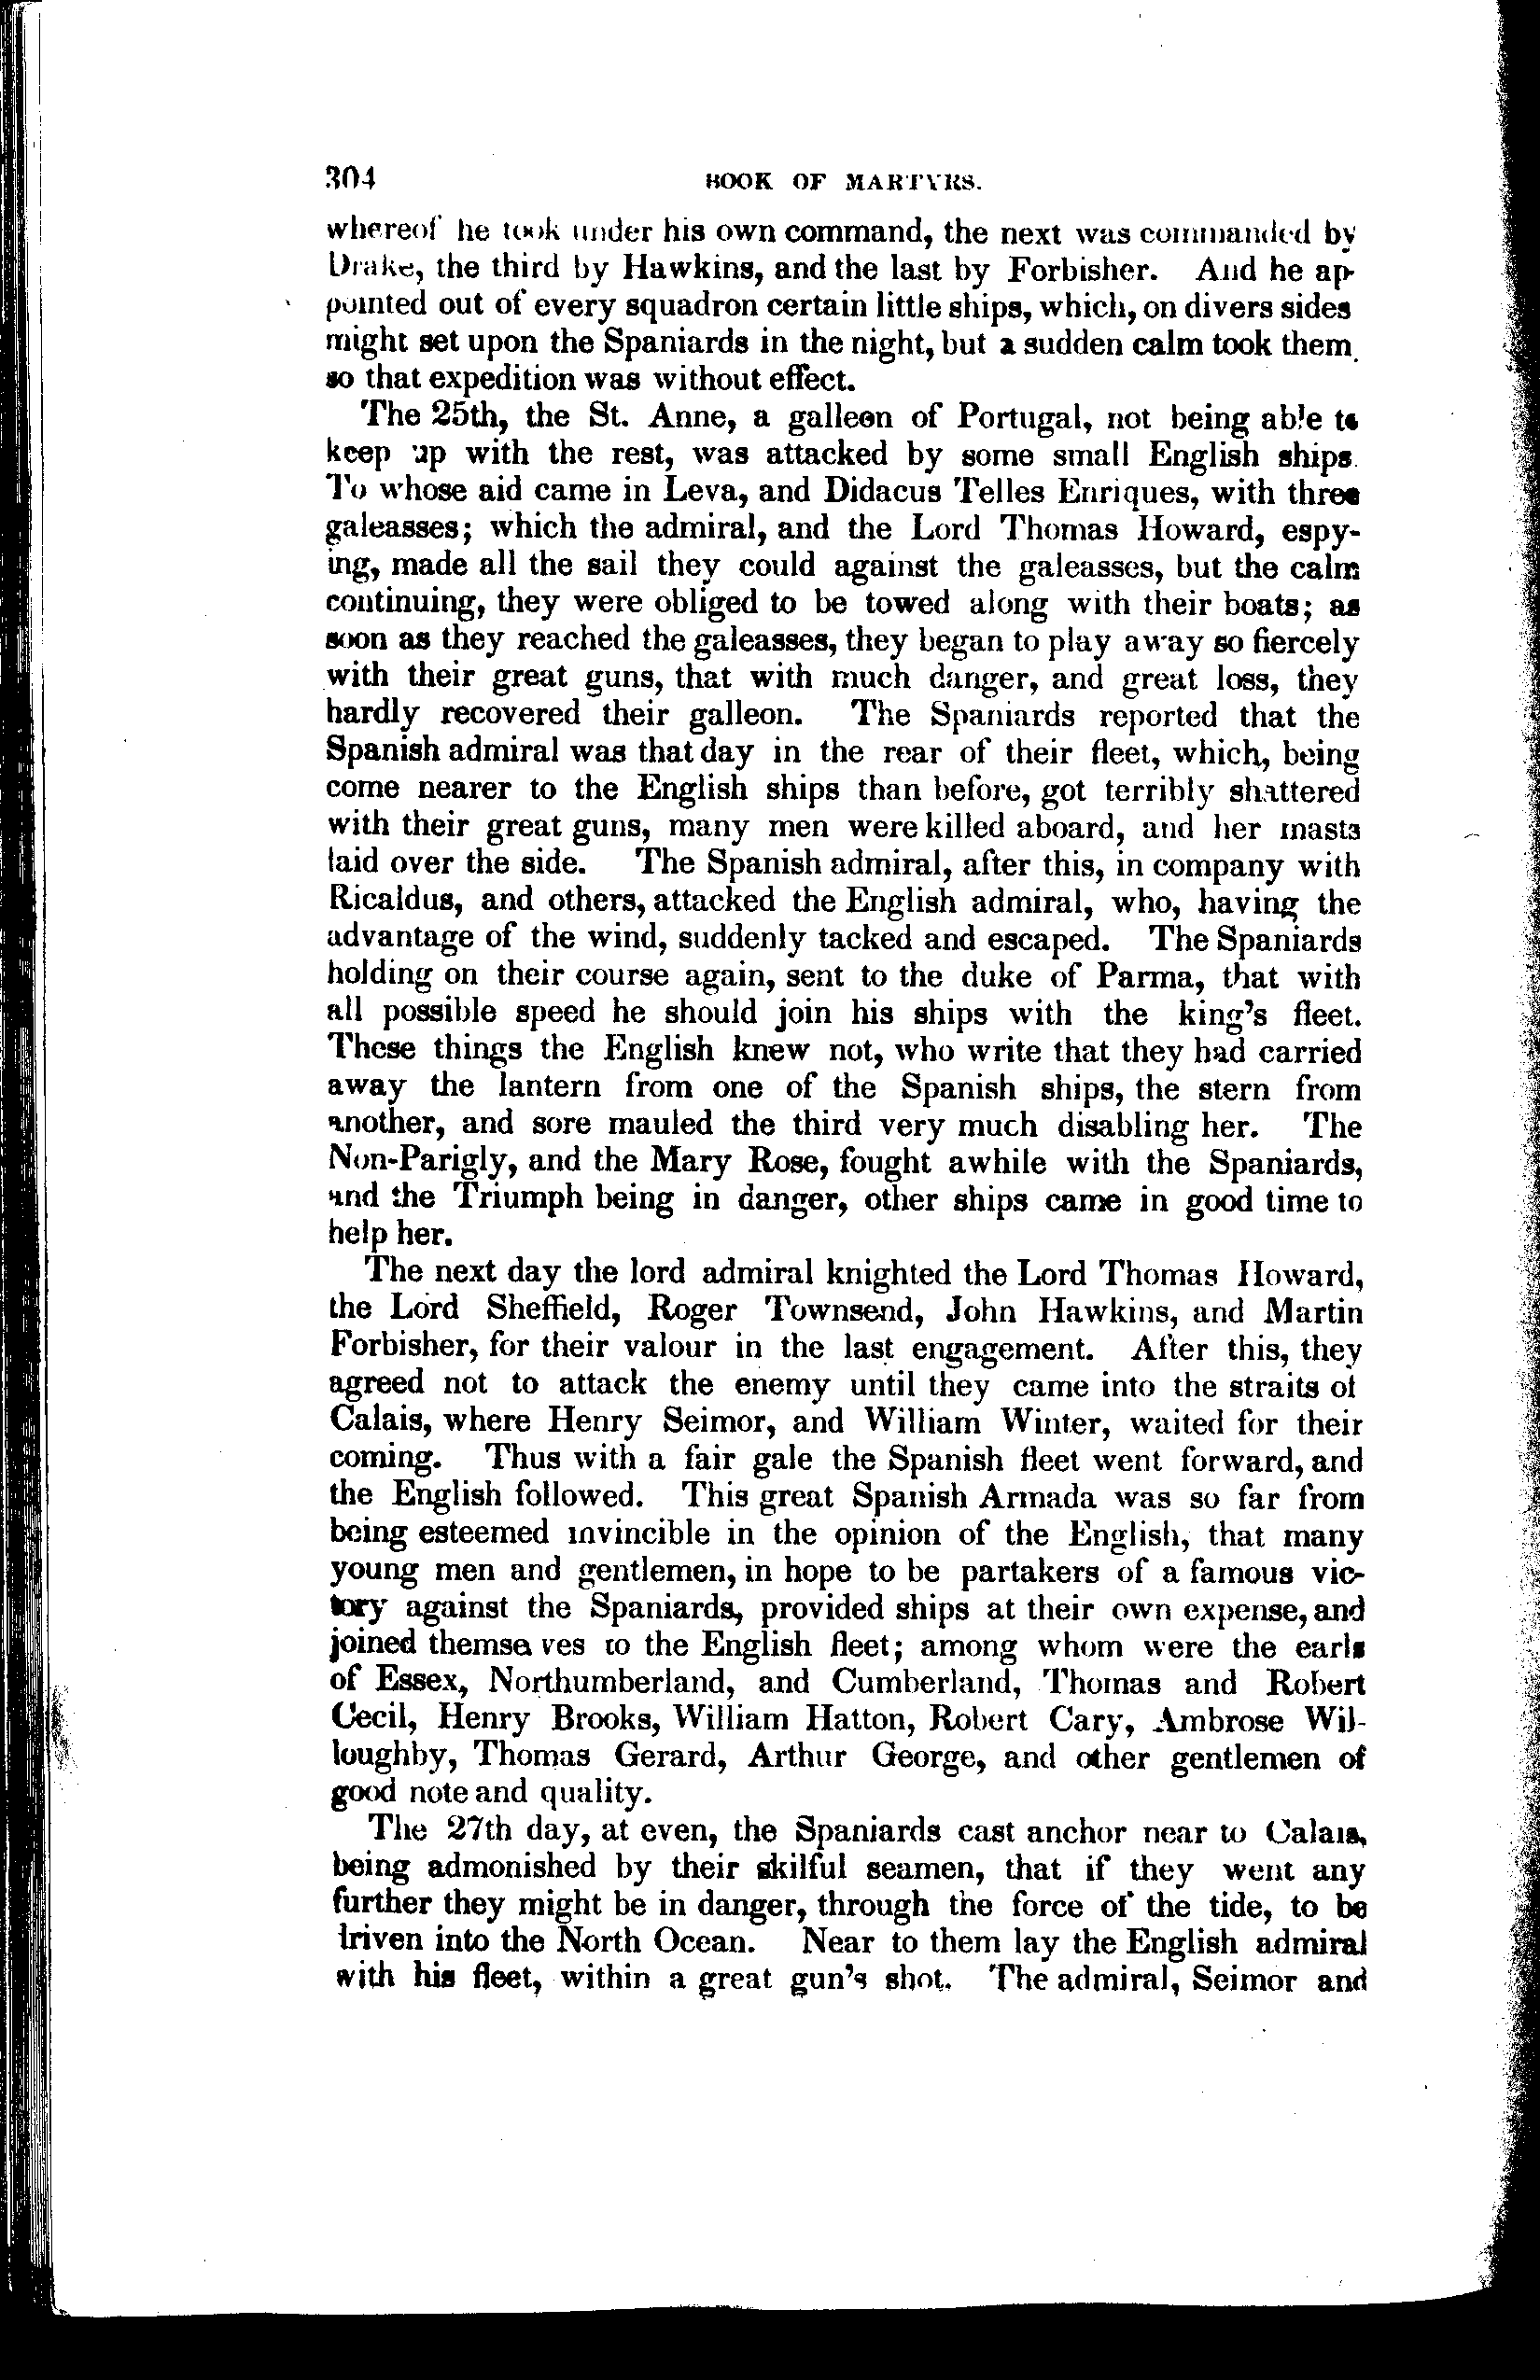 304 BOOK OF MARTYRS.
whereof he took under his own command, the next was commanded by
Drake, the third by Hawkins, and the last by Forbisher. And he ap-
pointed out of every squadron certain little ships, which, on divers sides
might set upon the Spaniards in the night, but a sudden calm took them
so that expedition was without effect.
The 25th, the St. Anne, a galleon of Portugal, not being able to
keep up with the rest, was attacked by some small English ships.
To whose aid came in Leva, and Didacus Telles Enriques, with three
galeasses; which the admiral, and the Lord Thomas Howard, espy-
ing, made all the sail they could against the galeasses, but the calm
continuing, they were obliged to be towed along with their boats; as
soon as they reached the galeasses, they began to play away so fiercely
with their great guns, that with much danger, and great loss, they
hardly recovered their galleon. The Spaniards reported that the
Spanish admiral was that day in the rear of their fleet, which, being
come nearer to the English ships than before, got terribly shattered
with their great guns, many men were killed aboard, and her masts
laid over the side. The Spanish admiral, after this, in company with
Ricaldus, and others, attacked the English admiral, who, having the
advantage of the wind, suddenly tacked and escaped. The Spaniards
holding on their course again, sent to the duke of Parma, that with
all possible speed he should join his ships with the king's fleet.
These things the English knew not, who write that they had carried
away the lantern from one of the Spanish ships, the stern from
another, and sore mauled the third very much disabling her. The
Non-Parigly, and the Mary Rose, fought awhile with the Spaniards,
and the Triumph being in danger, other ships came in good time to
help her.
The next day the lord admiral knighted the Lord Thomas Howard,
the Lord Sheffield, Roger Townsend, John Hawkins, and Martin
Forbisher, for their valour in the last engagement. After this, they
agreed not to attack the enemy until they came into the straits of
Calais, where Henry Seimor, and William Winter, waited for their
coming. Thus with a fair gale the Spanish fleet went forward, and
the English followed. This great Spanish Armada was so far from
being esteemed invincible in the opinion of the English, that many
young men and gentlemen, in hope to be partakers of a famous vic-
tory against the Spaniards, provided ships at their own expense, and
joined themse ves to the English fleet; among whom were the earls
of Essex, Northumberland, and Cumberland, Thomas and Robert
Cecil, Henry Brooks, William Hatton, Robert Cary, Ambrose Wil-
loughby, Thomas Gerard, Arthur George, and other gentlemen of
good note and quality.
The 27th day, at even, the Spaniards cast anchor near to Calais,
being admonished by their skilful seamen, that if they went any
further they might be in danger, through the force of the tide, to be
driven into the North Ocean. Near to them lay the English admiral
with his fleet, within a great gun's shot. The admiral, Seimor and